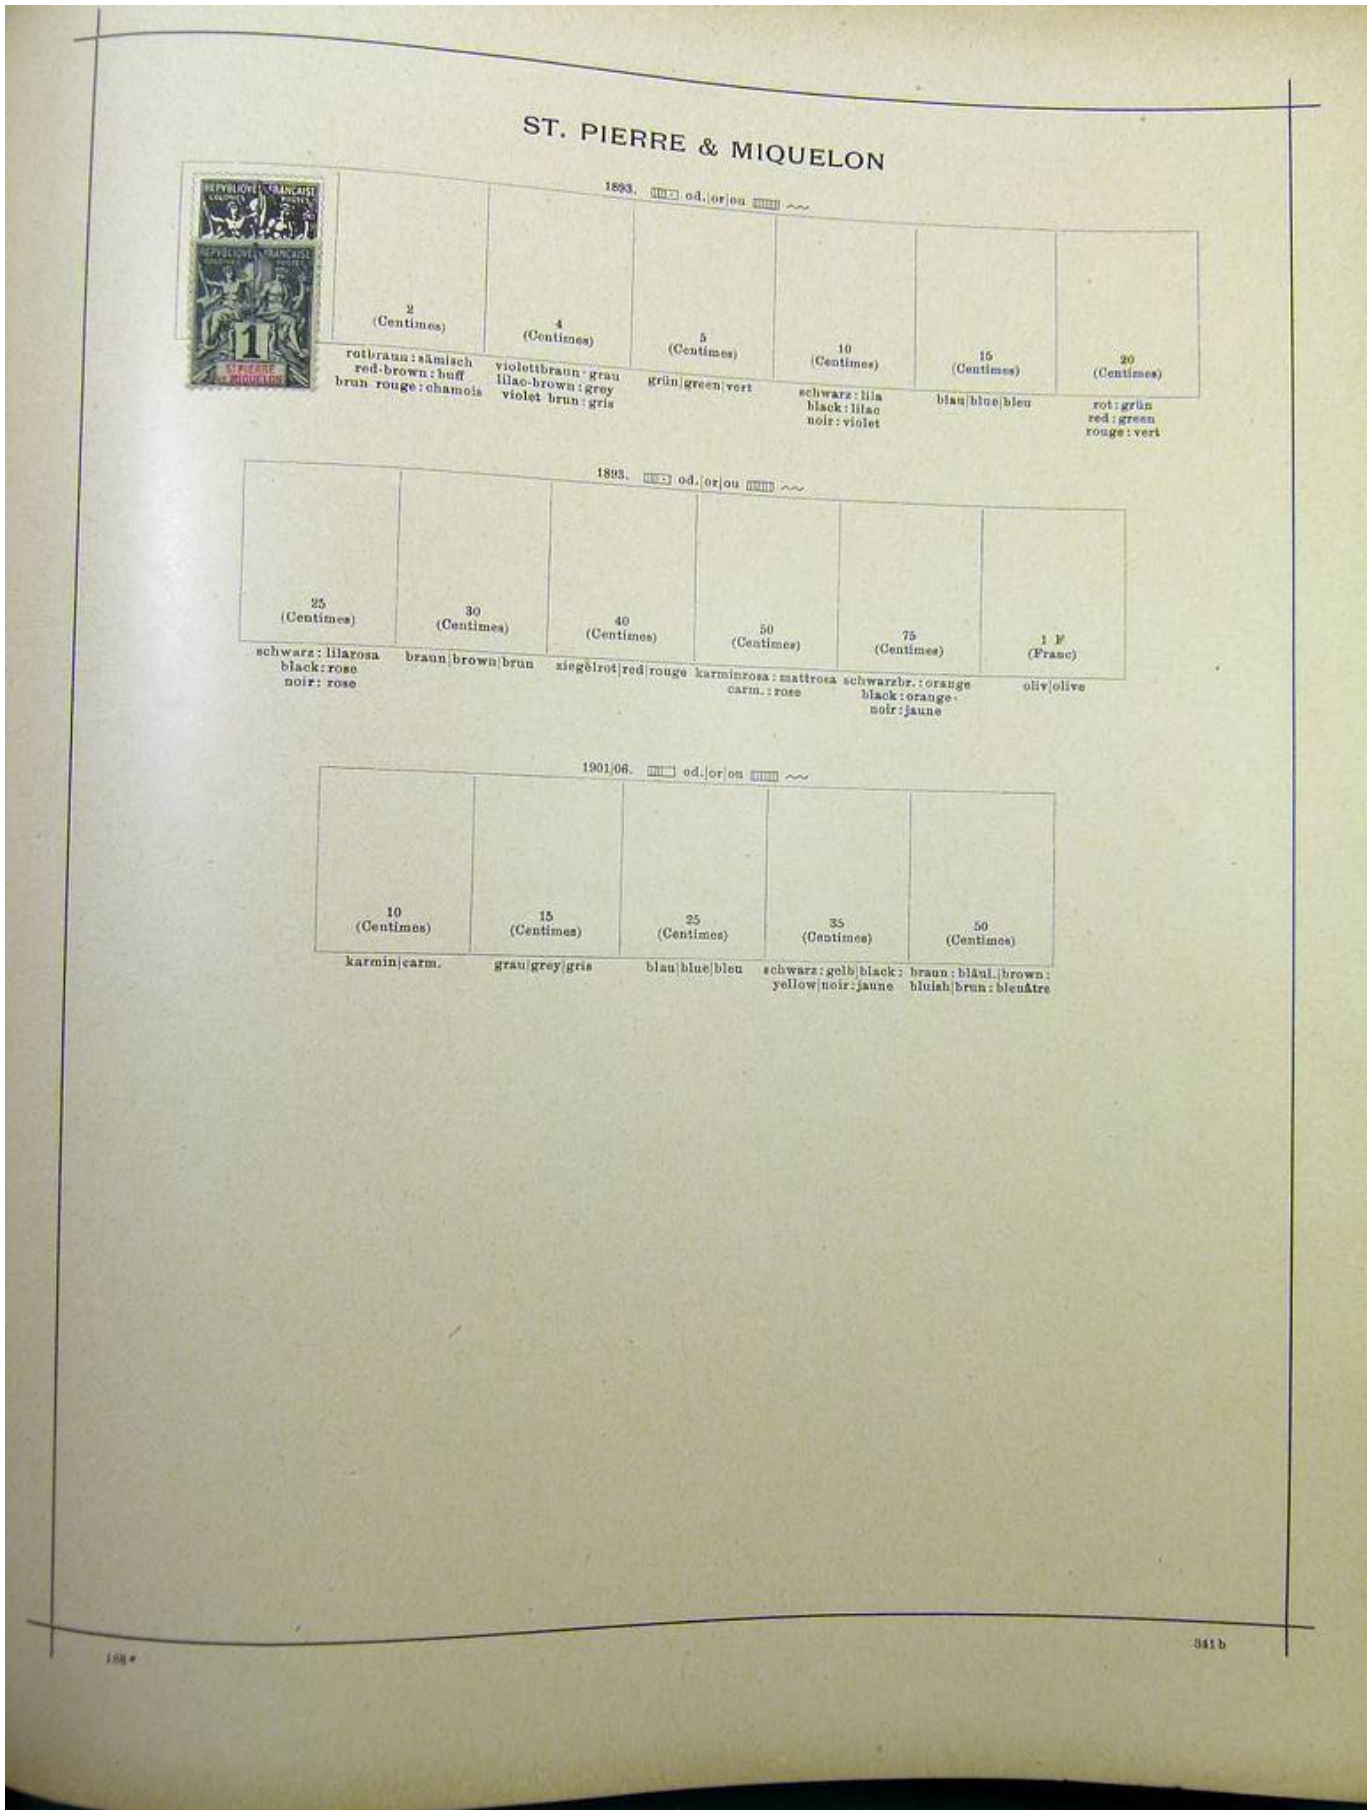 ST. PIERRE & MIQUELON
1893. od.|or|ou
REPVBLIQVE FRANCAISE
COLONIES POSTES
REPVBLIQVE FRANCAISE
COLONIES POSTES
1
ST PIERRE
ET MIQUELON
2
(Centimes)
rotbraun : sämisch
red-brown : buff
brun rouge : chamois
4
(Centimes)
violettbraun : grau
lilac-brown : grey
violet brun : gris
5
(Centimes)
grün|green|vert
10
(Centimes)
schwarz : lila
black : lilac
noir : violet
15
(Centimes)
blau|blue|bleu
20
(Centimes)
rot : grün
red : green
rouge : vert
1893. od.|or|ou
25
(Centimes)
schwarz : lilarosa
black : rose
noir : rose
30
(Centimes)
braun|brown|brun
40
(Centimes)
ziegelrot|red|rouge
50
(Centimes)
karminrosa : mattrosa
carm. : rose
75
(Centimes)
schwarzbr. : orange
black : orange
noir : jaune
1 F
(Franc)
oliv|olive
1901/06. od.|or|ou
10
(Centimes)
karmin|carm.
15
(Centimes)
grau|grey|gris
25
(Centimes)
blau|blue|bleu
35
(Centimes)
schwarz : gelb|black :
yellow|noir : jaune
50
(Centimes)
braun : bläul.|brown :
bluish|brun : bleuâtre
188*
341 b